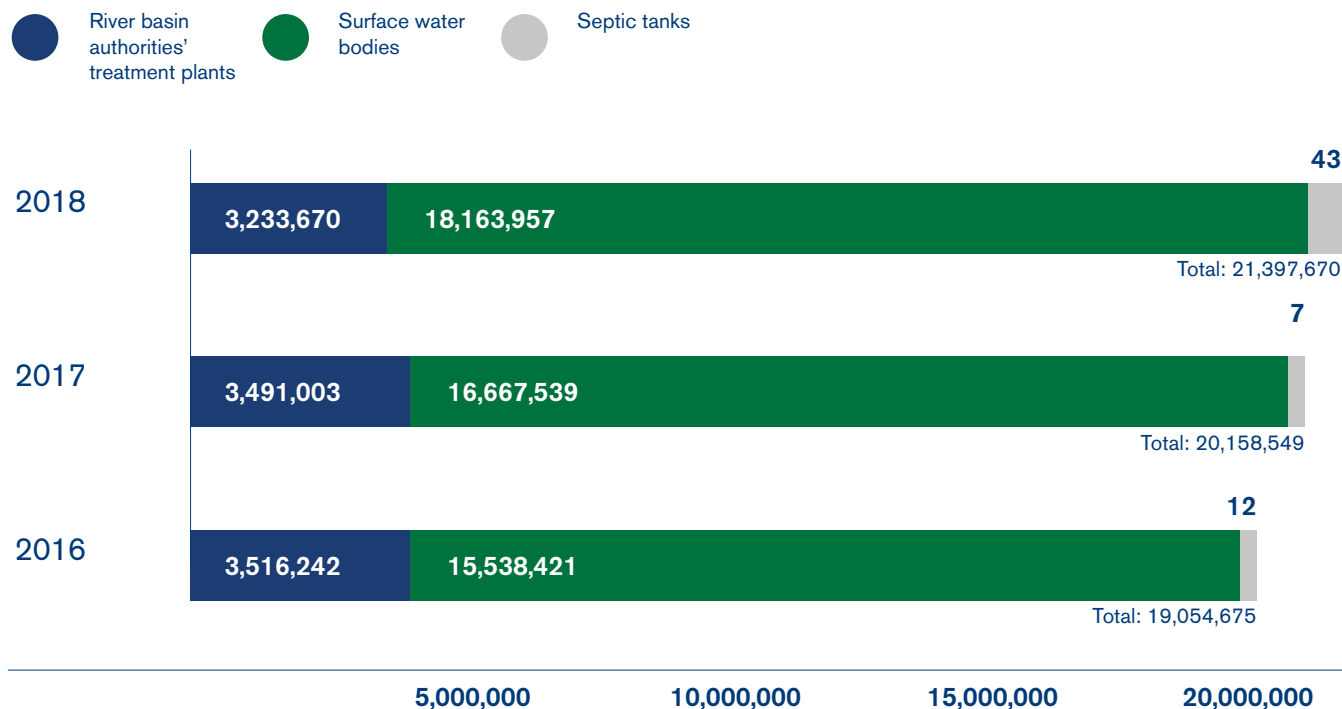 River basin
authorities’
treatment plants
Surface water
bodies
Septic tanks
43
2018
3,233,670
18,163,957
Total: 21,397,670
7
2017
3,491,003
16,667,539
Total: 20,158,549
12
2016
3,516,242
15,538,421
Total: 19,054,675
5,000,000
10,000,000
15,000,000
20,000,000